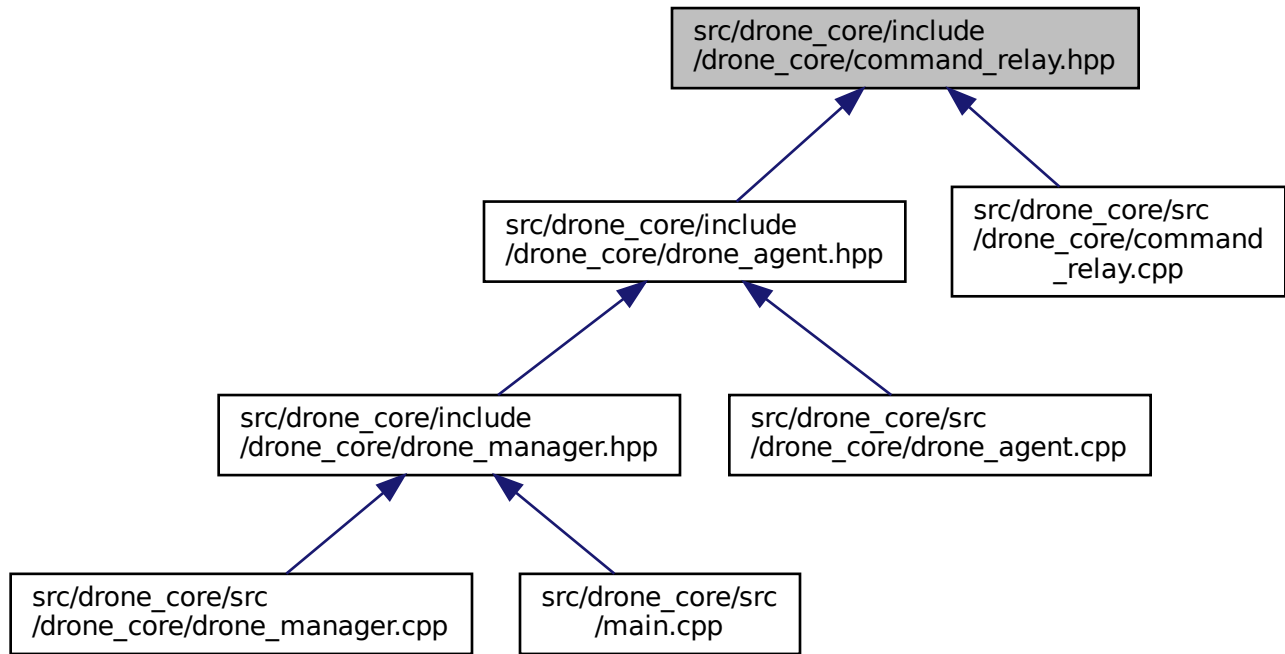 src/drone_core/include
/drone_core/command_relay.hpp
src/drone_core/include
/drone_core/drone_agent.hpp
src/drone_core/src
/drone_core/command
_relay.cpp
src/drone_core/include
/drone_core/drone_manager.hpp
src/drone_core/src
/drone_core/drone_agent.cpp
src/drone_core/src
/drone_core/drone_manager.cpp
src/drone_core/src
/main.cpp